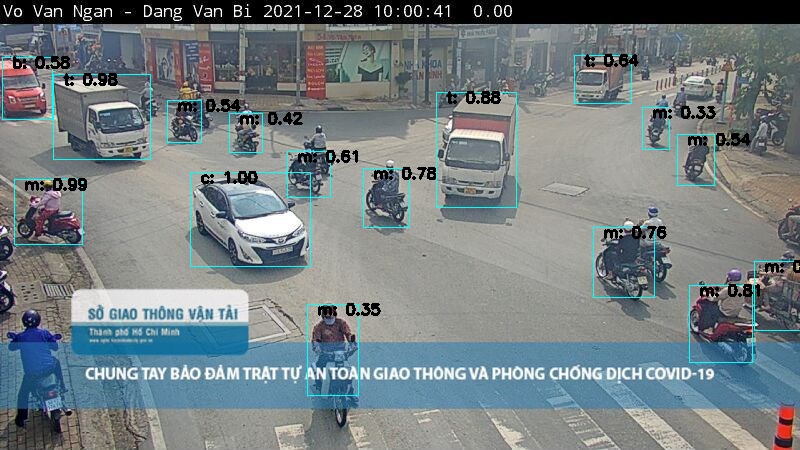 Vo Van Ngan - Dang Van Bi 2021-12-28 10:00:41 0.00
b: 0.58
t: 0.98
t: 0.64
m: 0.54
m: 0.42
t: 0.88
m: 0.33
m: 0.54
m: 0.61
m: 0.78
m: 0.99
c: 1.00
m: 0.76
m: 0.81
m: 0.35
NHA KHOA
SỞ GIAO THÔNG VẬN TẢI
Thành phố Hồ Chí Minh
CHUNG TAY BẢO ĐẢM TRẬT TỰ AN TOÀN GIAO THÔNG VÀ PHÒNG CHỐNG DỊCH COVID-19